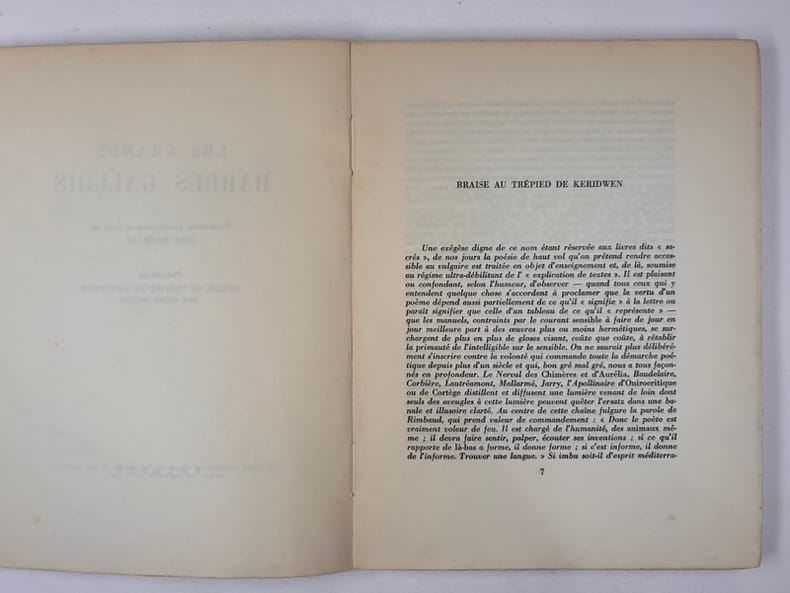 LES GRANDS
BARDES GALLOIS
BRAISE AU TRÉPIED DE KERIDWEN
Une exégèse digne de ce nom étant réservée aux livres dits « sa-
crés », de nos jours la poésie de haut vol qu'on prétend rendre acces-
sible au vulgaire est traitée en objet d'enseignement et, de là, soumise
au régime ultra-débilitant de l' « explication de textes ». Il est plaisant
ou confondant, selon l'humeur, d'observer — quand tous ceux qui y
entendent quelque chose s'accordent à proclamer que la vertu d'un
poème dépend aussi partiellement de ce qu'il « signifie » à la lettre ou
paraît signifier que celle d'un tableau de ce qu'il « représente » —
que les manuels, contraints par le courant sensible à faire de jour en
jour meilleure part à des œuvres plus ou moins hermétiques, se sur-
chargent de plus en plus de gloses visant, coûte que coûte, à rétablir
la primauté de l'intelligible sur le sensible. On ne saurait plus délibéré-
ment s'inscrire contre la volonté qui commande toute la démarche poé-
tique depuis plus d'un siècle et qui, bon gré mal gré, nous a tous façon-
nés en profondeur. Le Nerval des Chimères et d'Aurélia, Baudelaire,
Corbière, Lautréamont, Mallarmé, Jarry, l'Apollinaire d'Onirocritique
ou de Cortège distillent et diffusent une lumière venant de loin dont
seuls des aveugles à cette lumière peuvent quêter l'ersatz dans une ba-
nale et illusoire clarté. Au centre de cette chaîne fulgure la parole de
Rimbaud, qui prend valeur de commandement : « Donc le poète est
vraiment voleur de feu. Il est chargé de l'humanité, des animaux mê-
me ; il devra faire sentir, palper, écouter ses inventions ; si ce qu'il
rapporte de là-bas a forme, il donne forme ; si c'est informe, il donne
de l'informe. Trouver une langue. » Si imbu soit-il d'esprit méditerra-
7